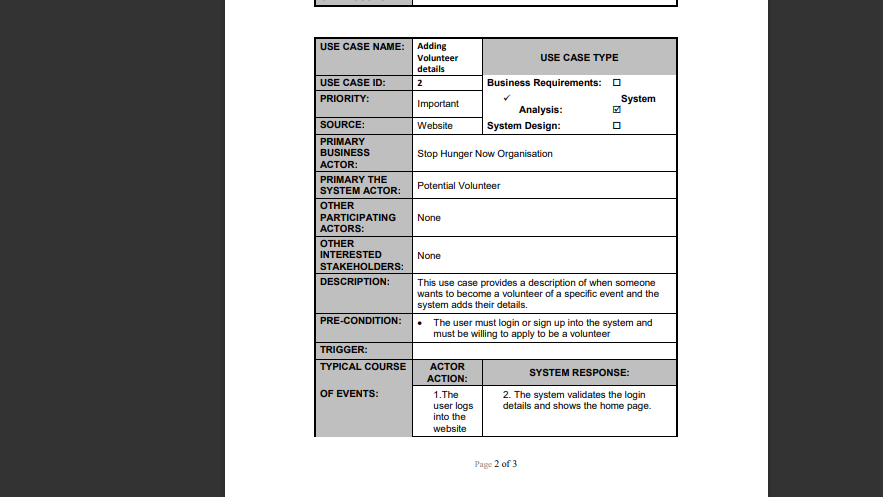 USE CASE NAME:
Adding
Volunteer
details
USE CASE TYPE
USE CASE ID:
2
Business Requirements: ☐
PRIORITY:
Important
✓ System
Analysis: ☑
SOURCE:
Website
System Design: ☐
PRIMARY
BUSINESS
ACTOR:
Stop Hunger Now Organisation
PRIMARY THE
SYSTEM ACTOR:
Potential Volunteer
OTHER
PARTICIPATING
ACTORS:
None
OTHER
INTERESTED
STAKEHOLDERS:
None
DESCRIPTION:
This use case provides a description of when someone
wants to become a volunteer of a specific event and the
system adds their details.
PRE-CONDITION:
• The user must login or sign up into the system and
must be willing to apply to be a volunteer
TRIGGER:
TYPICAL COURSE
OF EVENTS:
ACTOR
ACTION:
SYSTEM RESPONSE:
1.The
user logs
into the
website
2. The system validates the login
details and shows the home page.
Page 2 of 3